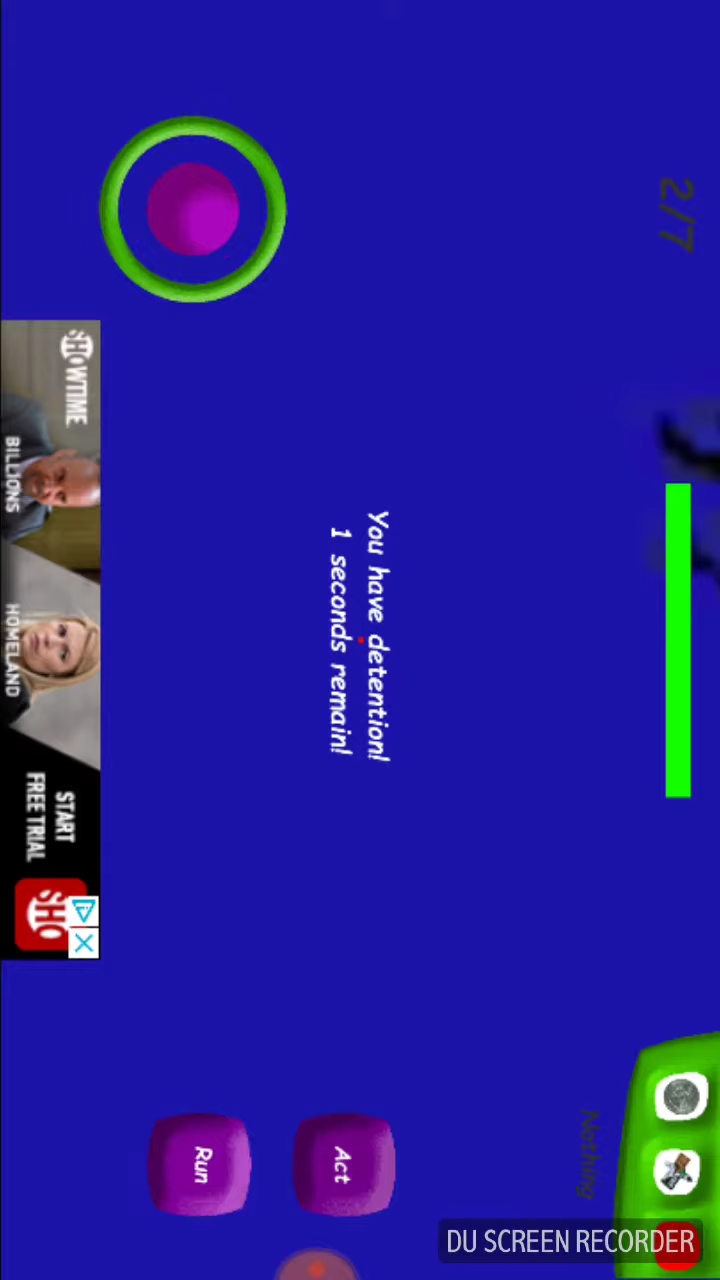 2/7
Nothing
You have detention!
1 seconds remain!
Act
Run
SHOWTIME
BILLIONS
HOMELAND
START
FREE TRIAL
SHO
DU SCREEN RECORDER